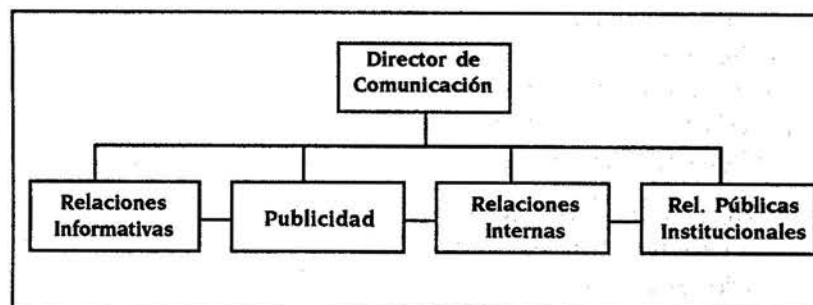 Director de
Comunicación
Relaciones
Informativas
Publicidad
Relaciones
Internas
Rel. Públicas
Institucionales